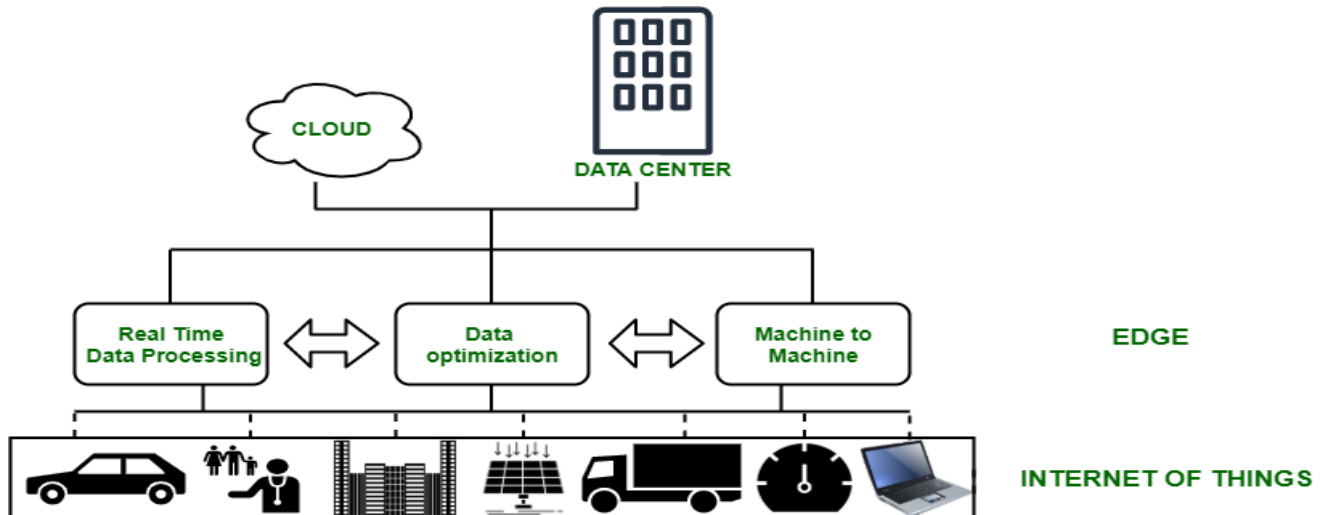 CLOUD
DATA CENTER
Real Time
Data Processing
Data
optimization
Machine to
Machine
EDGE
INTERNET OF THINGS